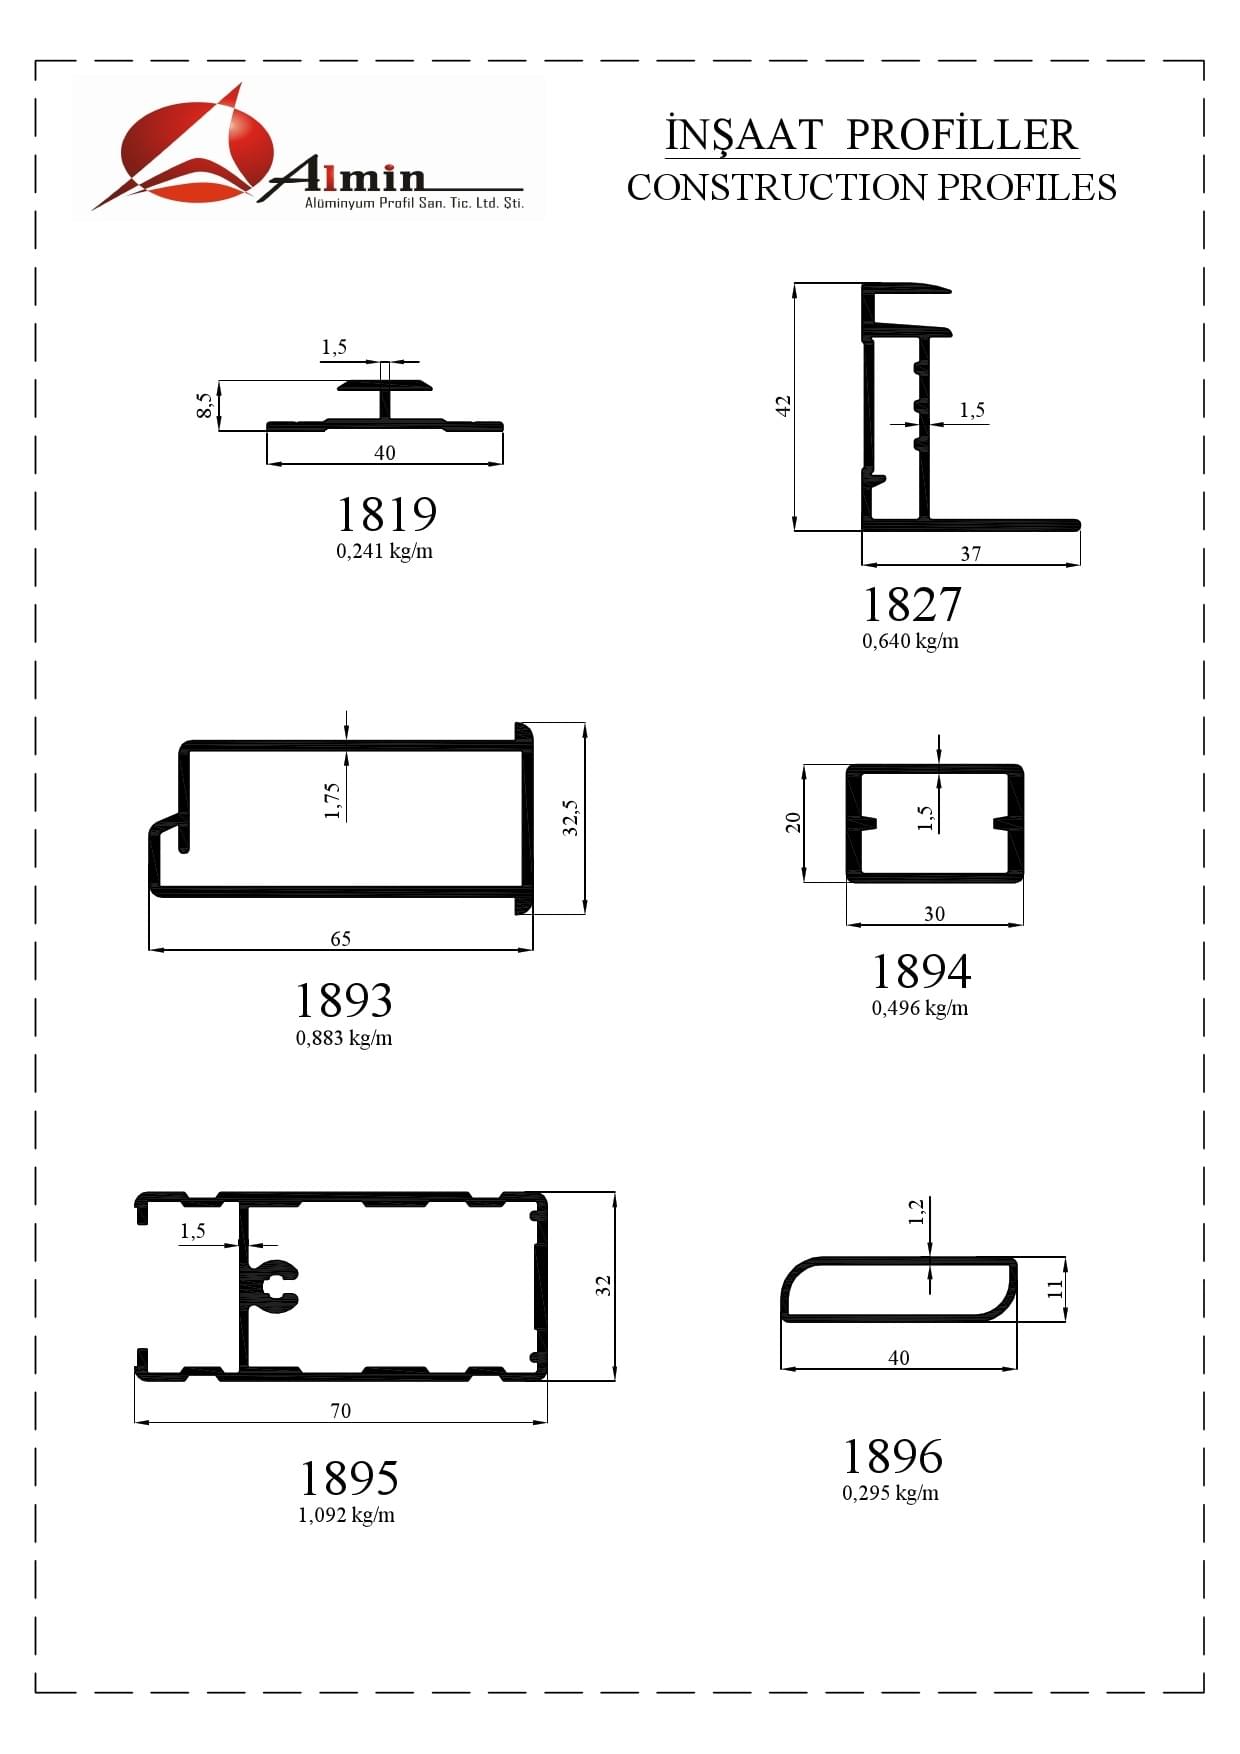 Almin
Alüminyum Profil San. Tic. Ltd. Şti.
İNŞAAT PROFİLLER
CONSTRUCTION PROFILES
1,5
8,5
40
1819
0,241 kg/m
42
1,5
37
1827
0,640 kg/m
1,75
32,5
65
1893
0,883 kg/m
20
1,5
30
1894
0,496 kg/m
1,5
32
70
1895
1,092 kg/m
1,2
11
40
1896
0,295 kg/m